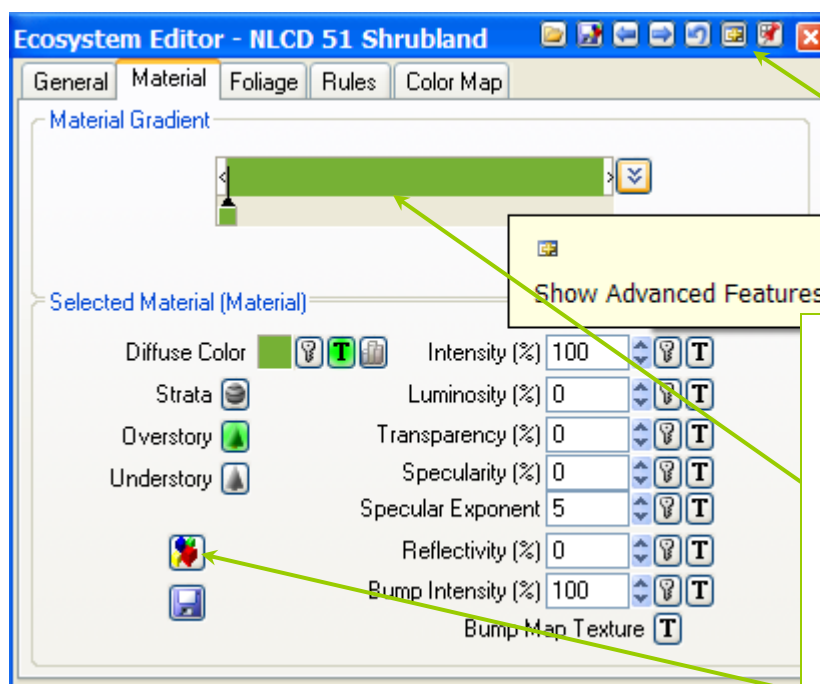 Ecosystem Editor - NLCD 51 Shrubland
General Material Foliage Rules Color Map
Material Gradient
Show Advanced Features
Selected Material (Material)
Diffuse Color T Intensity (%) 100 T
Strata Luminosity (%) 0 T
Overstory Transparency (%) 0 T
Understory Specularity (%) 0 T
Specular Exponent 5 T
Reflectivity (%) 0 T
Bump Intensity (%) 100 T
Bump Map Texture T